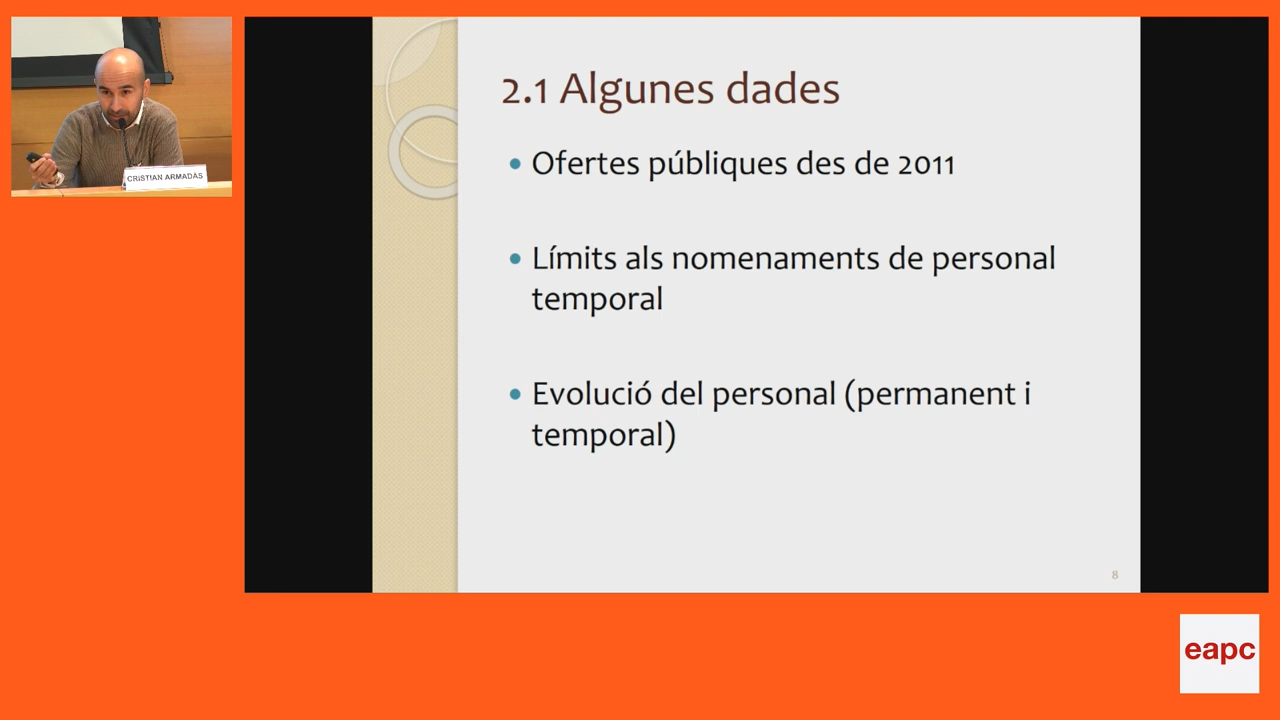 CRISTIAN ARMADAS
2.1 Algunes dades
• Ofertes públiques des de 2011
• Límits als nomenaments de personal
temporal
• Evolució del personal (permanent i
temporal)
8
eapc